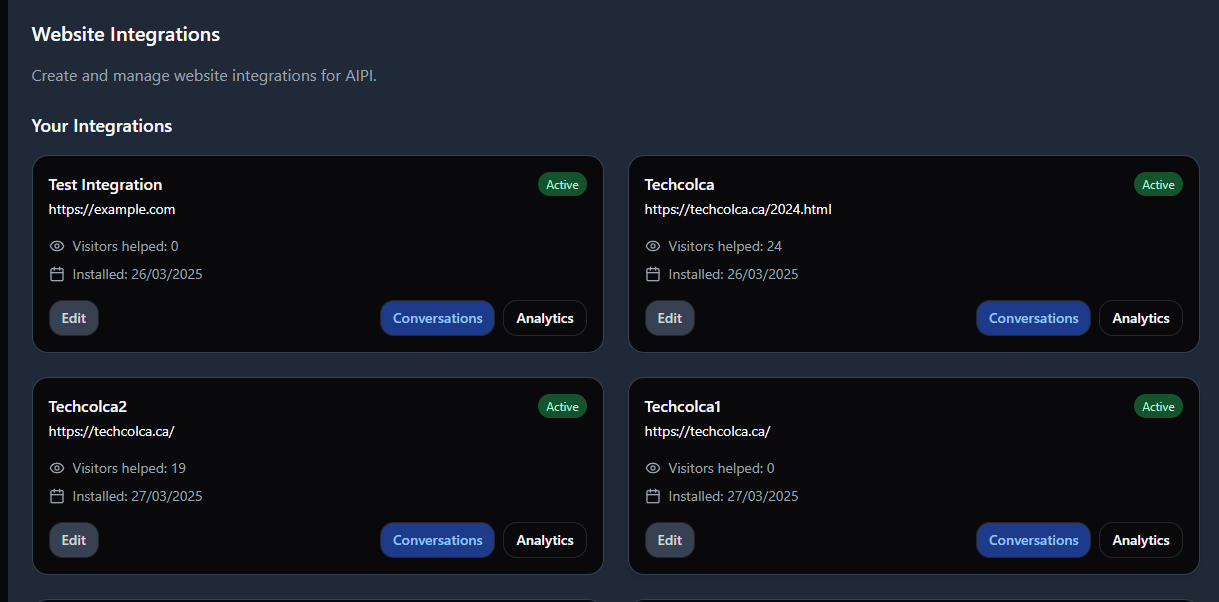 Website Integrations
Create and manage website integrations for AIPI.
Your Integrations
Test Integration
Active
https://example.com
Visitors helped: 0
Installed: 26/03/2025
Edit
Conversations
Analytics
Techcolca
Active
https://techcolca.ca/2024.html
Visitors helped: 24
Installed: 26/03/2025
Edit
Conversations
Analytics
Techcolca2
Active
https://techcolca.ca/
Visitors helped: 19
Installed: 27/03/2025
Edit
Conversations
Analytics
Techcolca1
Active
https://techcolca.ca/
Visitors helped: 0
Installed: 27/03/2025
Edit
Conversations
Analytics